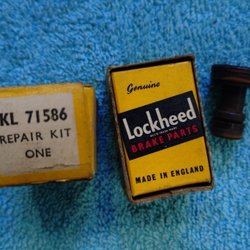 KL 71586
REPAIR KIT
ONE
Genuine
Lockheed
BRAKE PARTS
MADE IN ENGLAND